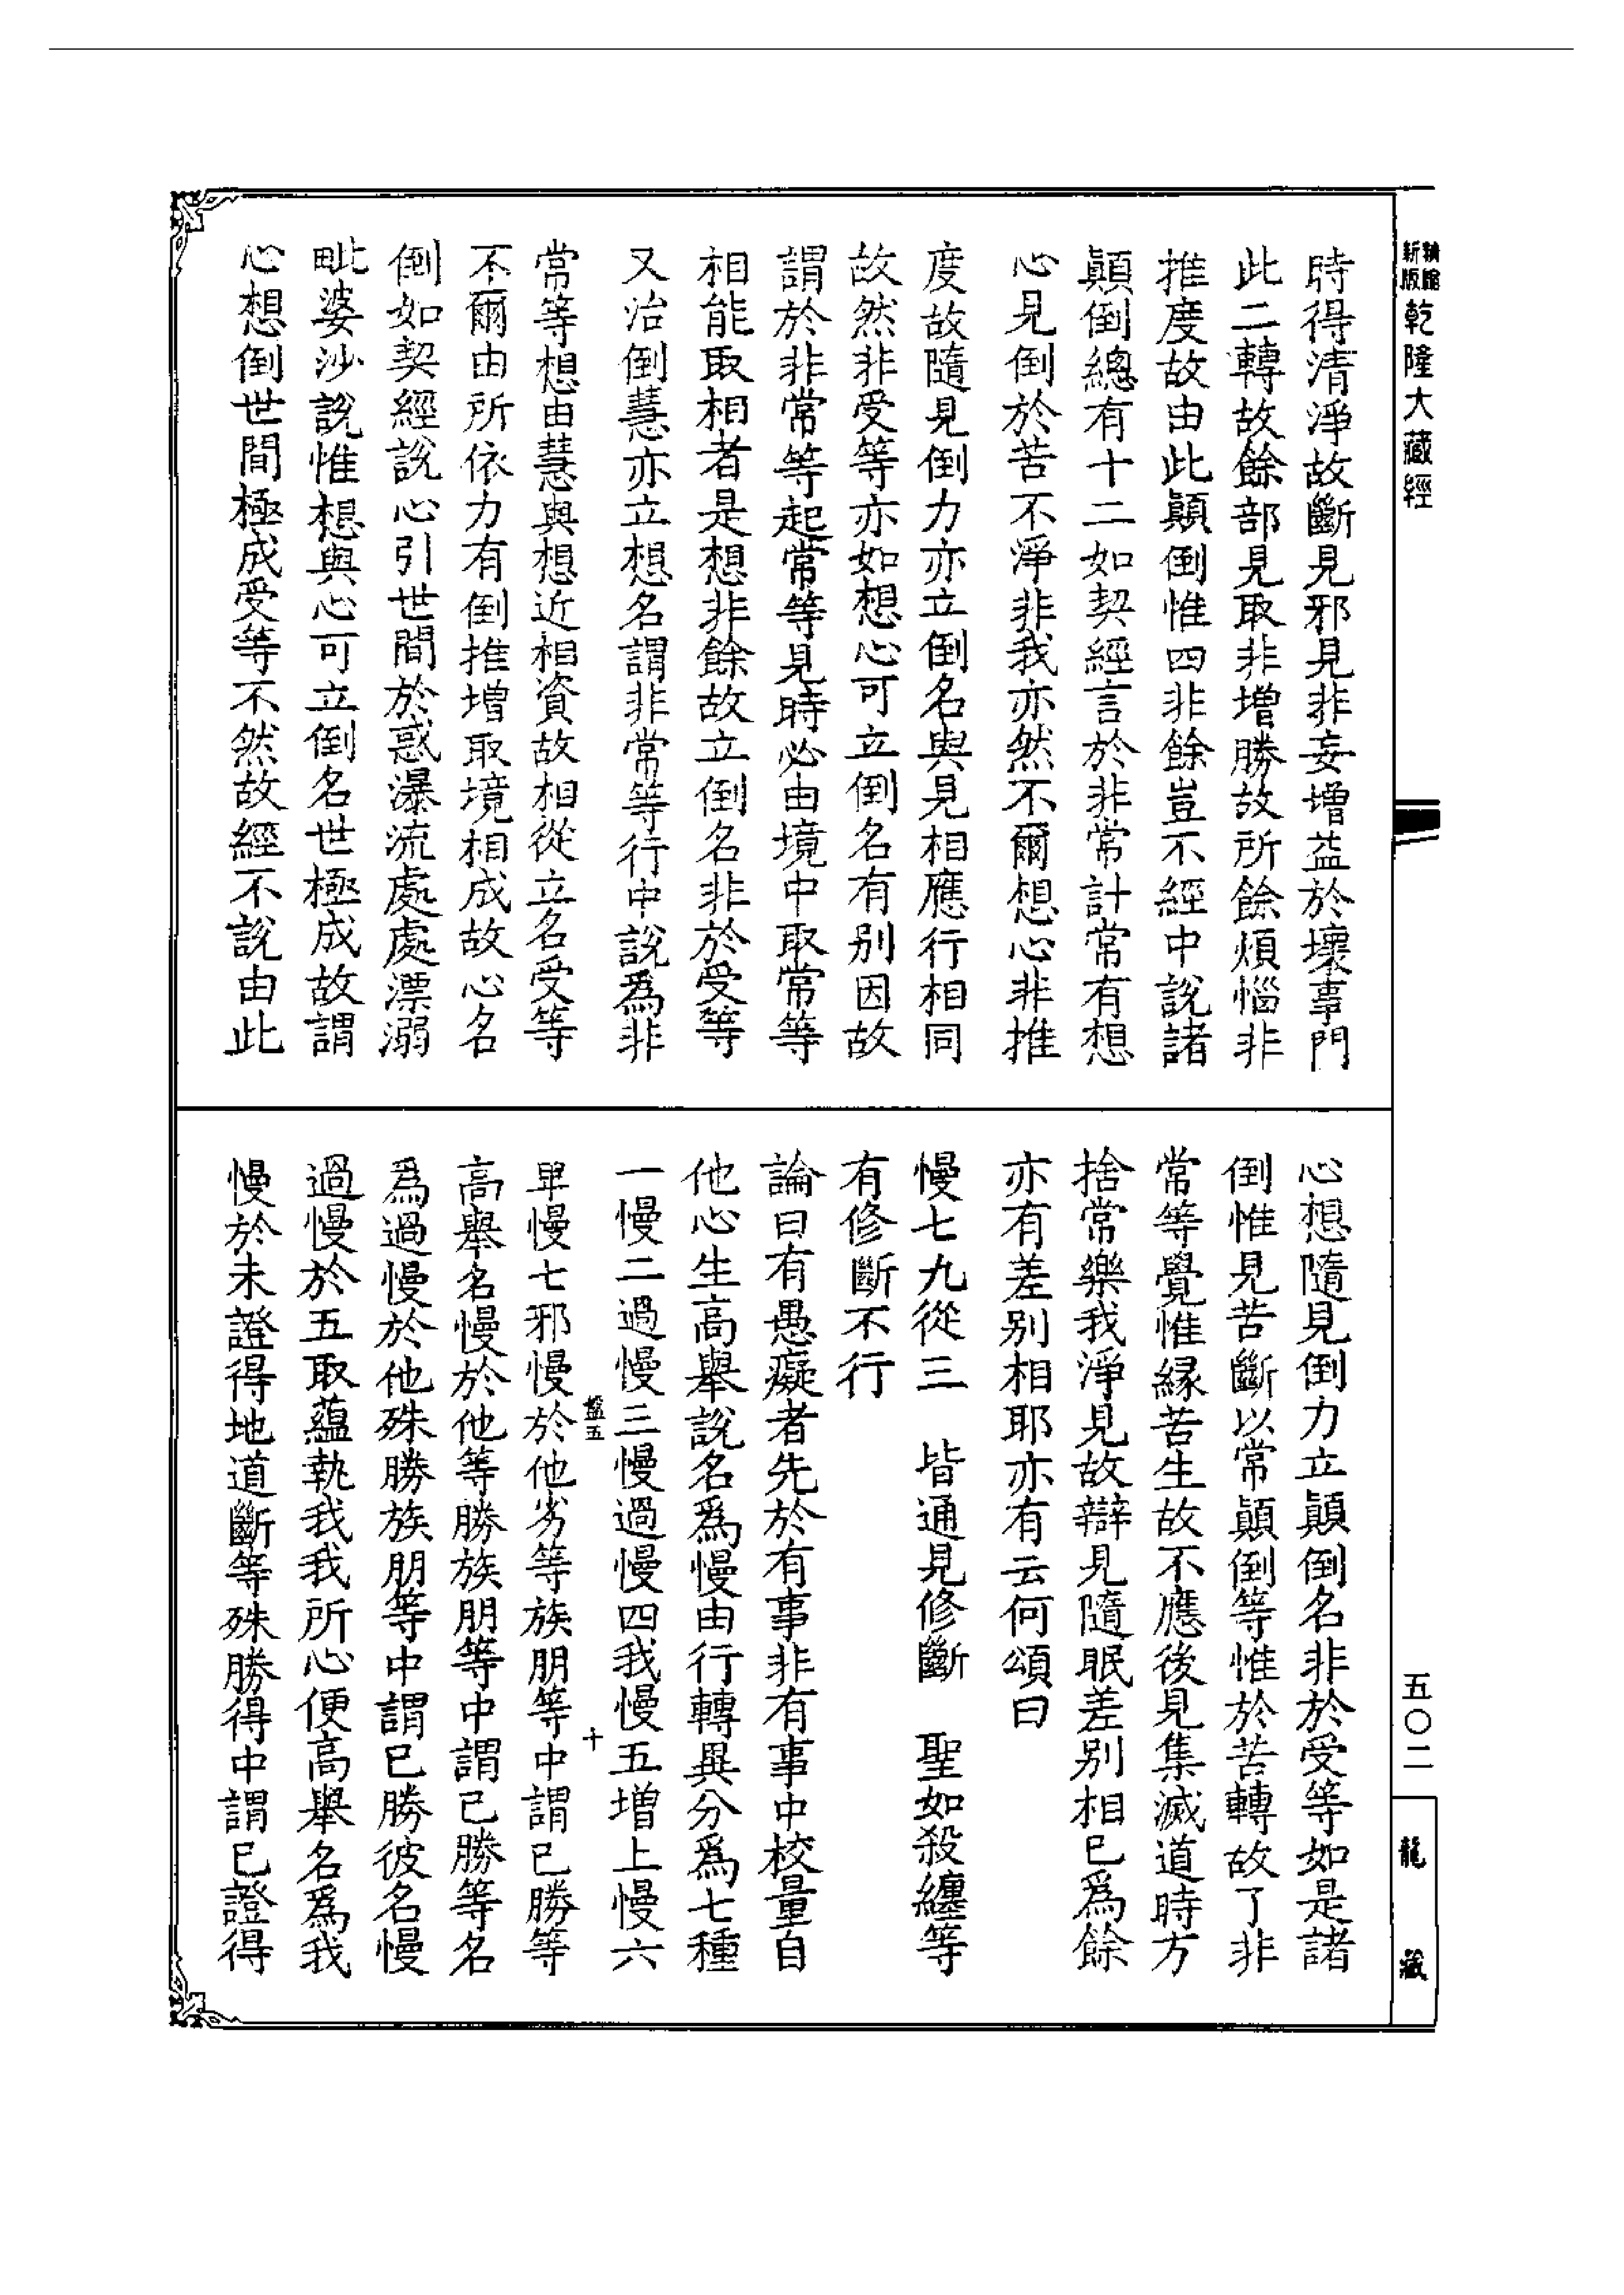 時得清淨故斷見邪見非妄增益於壞事門
此二轉故餘部見取非增勝故所餘煩惱非
推度故由此顛倒惟四非餘豈不經中說諸
顛倒總有十二如契經言於非常計常有想
心見倒於苦不淨非我亦然不爾想心非推
度故隨見倒力亦立倒名與見相應行相同
故然非受等亦如想心可立倒名有別因故
謂於非常等起常等見時必由境中取常等
相能取相者是想非餘故立倒名非於受等
又治倒慧亦立想名謂非常等行中說為非
常等想由慧與想近相資故相從立名受等
不爾由所依力有倒推增取境相成故心名
倒如契經說心引世間於惑瀑流處處漂溺
毗婆沙說惟想與心可立倒名世極成故謂
心想倒世間極成受等不然故經不說由此
心想隨見倒力立顛倒名非於受等如是諸
倒惟見苦斷以常顛倒等惟於苦轉故了非
常等覺惟緣苦生故不應後見集滅道時方
捨常樂我淨見故辯見隨眠差別相已為餘
亦有差別相耶亦有云何頌曰
慢七九從三　皆通見修斷　聖如殺纏等
有修斷不行
論曰有愚癡者先於有事非有事中校量自
他心生高舉說名為慢由行轉異分為七種
一慢二過慢三慢過慢四我慢五增上慢六
卑慢七邪慢於他劣等族朋等中謂已勝等
高舉名慢於他等勝族朋等中謂已勝等名
為過慢於他殊勝族朋等中謂已勝彼名慢
過慢於五取蘊執我我所心便高舉名為我
慢於未證得地道斷等殊勝得中謂已證得
五
十
新版
乾隆大藏經
五〇二
龍藏